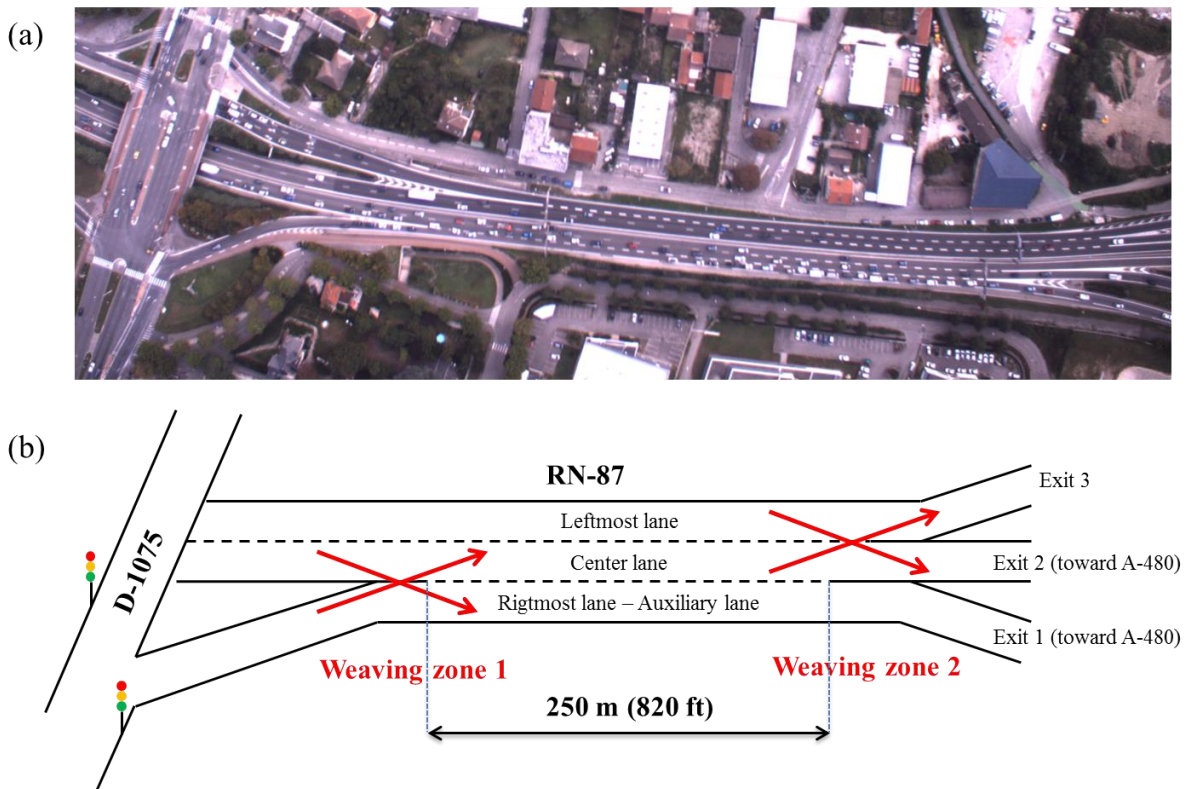 (a)
(b)
RN-87
Exit 3
Leftmost lane
D-1075
Center lane
Exit 2 (toward A-480)
Rigtmost lane – Auxiliary lane
Exit 1 (toward A-480)
Weaving zone 1
Weaving zone 2
250 m (820 ft)